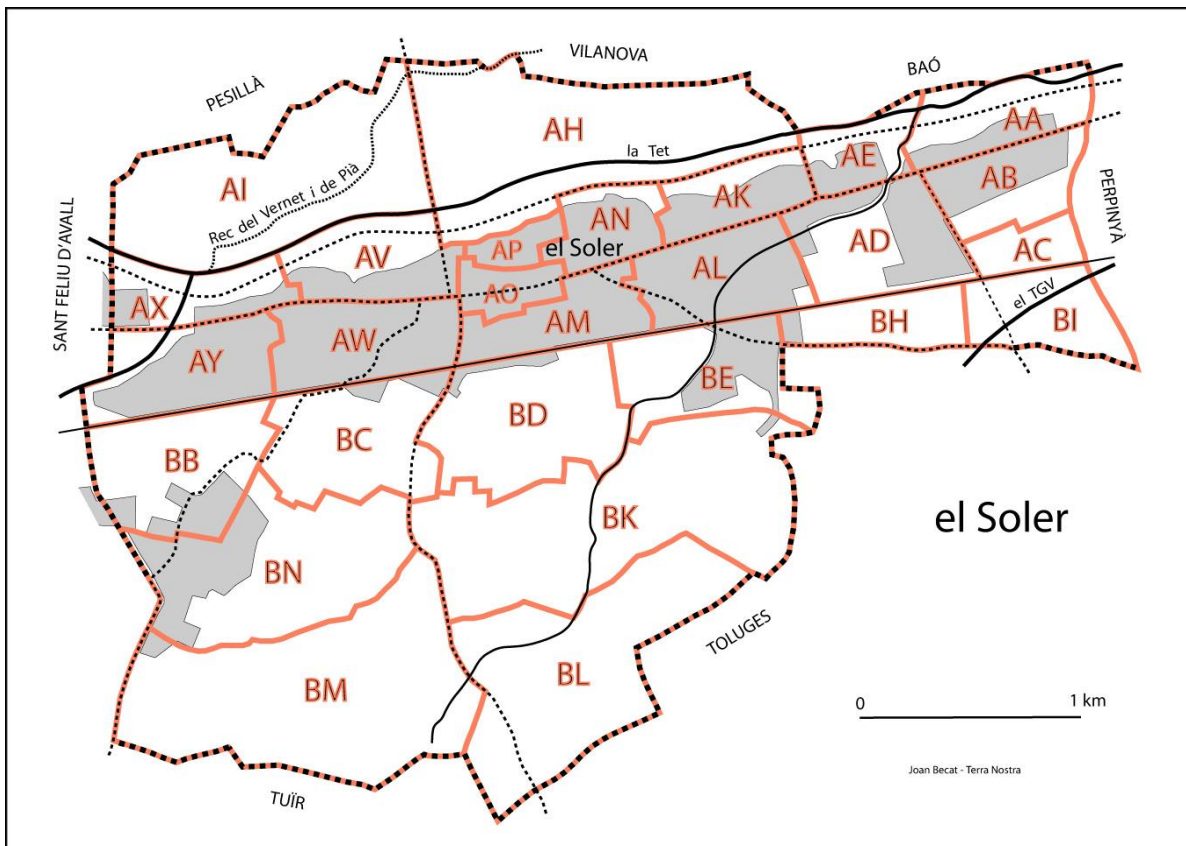 VILANOVA
BAÓ
PESILLÀ
AA
AH
la Tet
AE
AB
AI
Rec del Vernet i de Pià
AK
PERPINYÀ
SANT FELIU D'AVALL
AN
AD
AV
AP
el Soler
AC
AL
AX
AO
el TGV
AM
BH
BI
AW
AY
BE
BD
BC
BB
el Soler
BK
BN
TOLUGES
BL
BM
0
1 km
Joan Becat - Terra Nostra
TUÏR